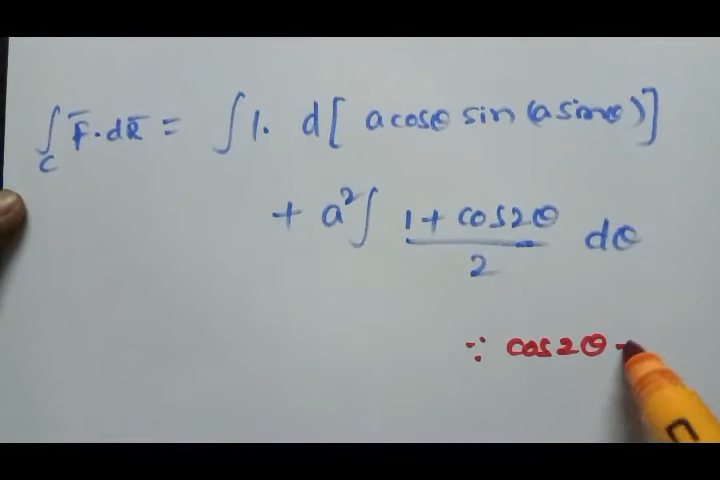 ∫_C F̄·dR̄ = ∫ 1. d[ a cosθ sin(a sinθ )]
+ a² ∫ (1 + cos2θ)/2 dθ
∵ cos2θ -